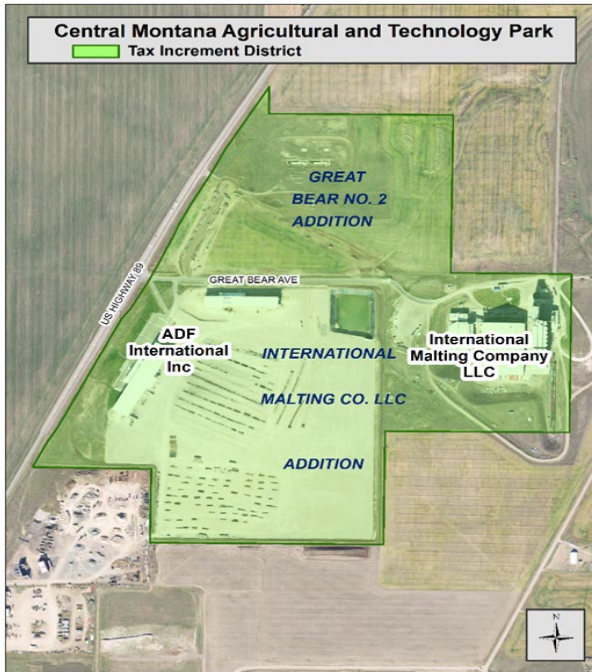 Central Montana Agricultural and Technology Park
Tax Increment District
GREAT
BEAR NO. 2
ADDITION
US HIGHWAY 89
GREAT BEAR AVE
ADF
International
Inc
INTERNATIONAL
International
Malting Company
LLC
MALTING CO. LLC
ADDITION
N